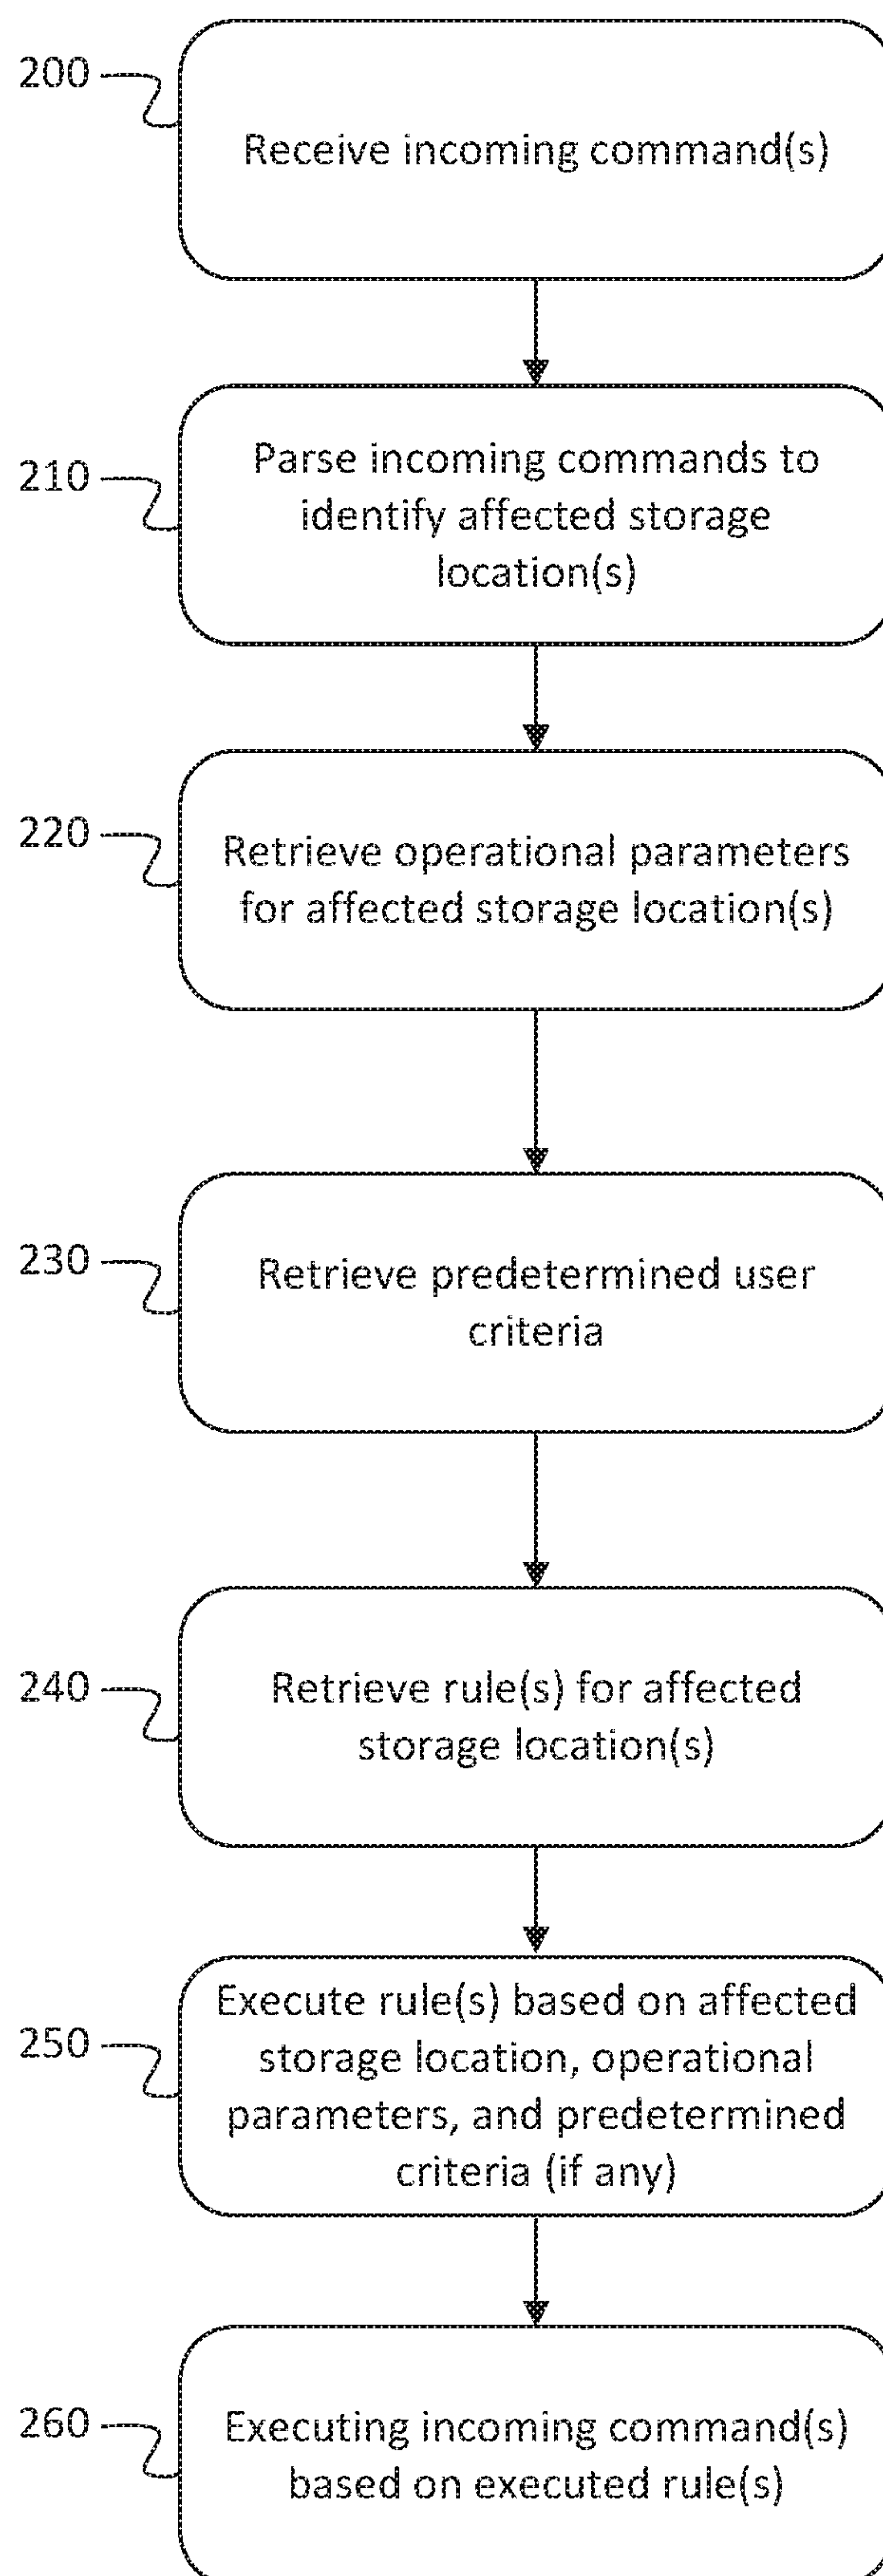 200
Receive incoming command(s)
210
Parse incoming commands to
identify affected storage
location(s)
220
Retrieve operational parameters
for affected storage location(s)
230
Retrieve predetermined user
criteria
240
Retrieve rule(s) for affected
storage location(s)
250
Execute rule(s) based on affected
storage location, operational
parameters, and predetermined
criteria (if any)
260
Executing incoming command(s)
based on executed rule(s)